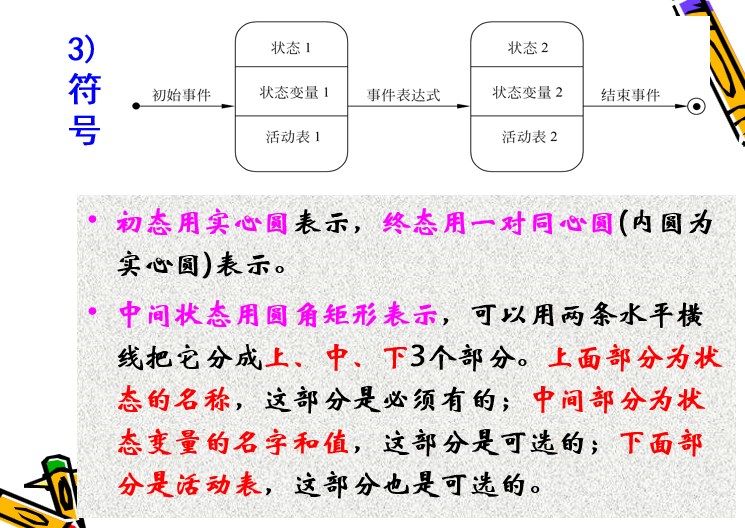 3)
符
号
状态 1
状态变量 1
活动表 1
状态 2
状态变量 2
活动表 2
初始事件
事件表达式
结束事件
• 初态用实心圆表示，终态用一对同心圆(内圆为
实心圆)表示。
• 中间状态用圆角矩形表示，可以用两条水平横
线把它分成上、中、下3个部分。上面部分为状
态的名称，这部分是必须有的；中间部分为状
态变量的名字和值，这部分是可选的；下面部
分是活动表，这部分也是可选的。